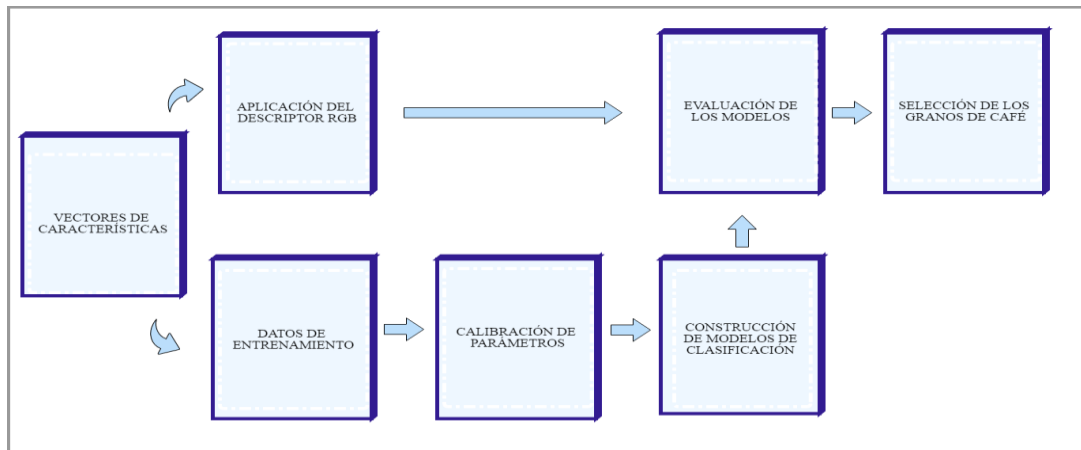 APLICACIÓN DEL
DESCRIPTOR RGB
EVALUACIÓN DE
LOS MODELOS
SELECCIÓN DE LOS
GRANOS DE CAFÉ
VECTORES DE
CARACTERÍSTICAS
DATOS DE
ENTRENAMIENTO
CALIBRACIÓN DE
PARÁMETROS
CONSTRUCCIÓN
DE MODELOS DE
CLASIFICACIÓN